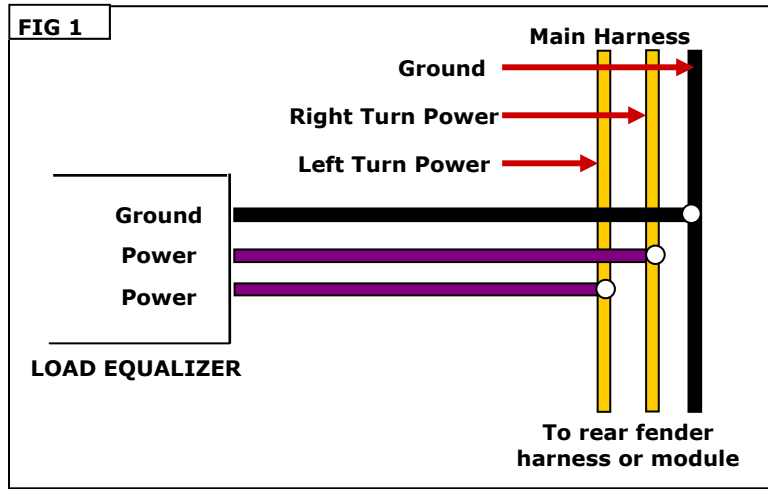 FIG 1
Main Harness
Ground
Right Turn Power
Left Turn Power
Ground
Power
Power
LOAD EQUALIZER
To rear fender
harness or module